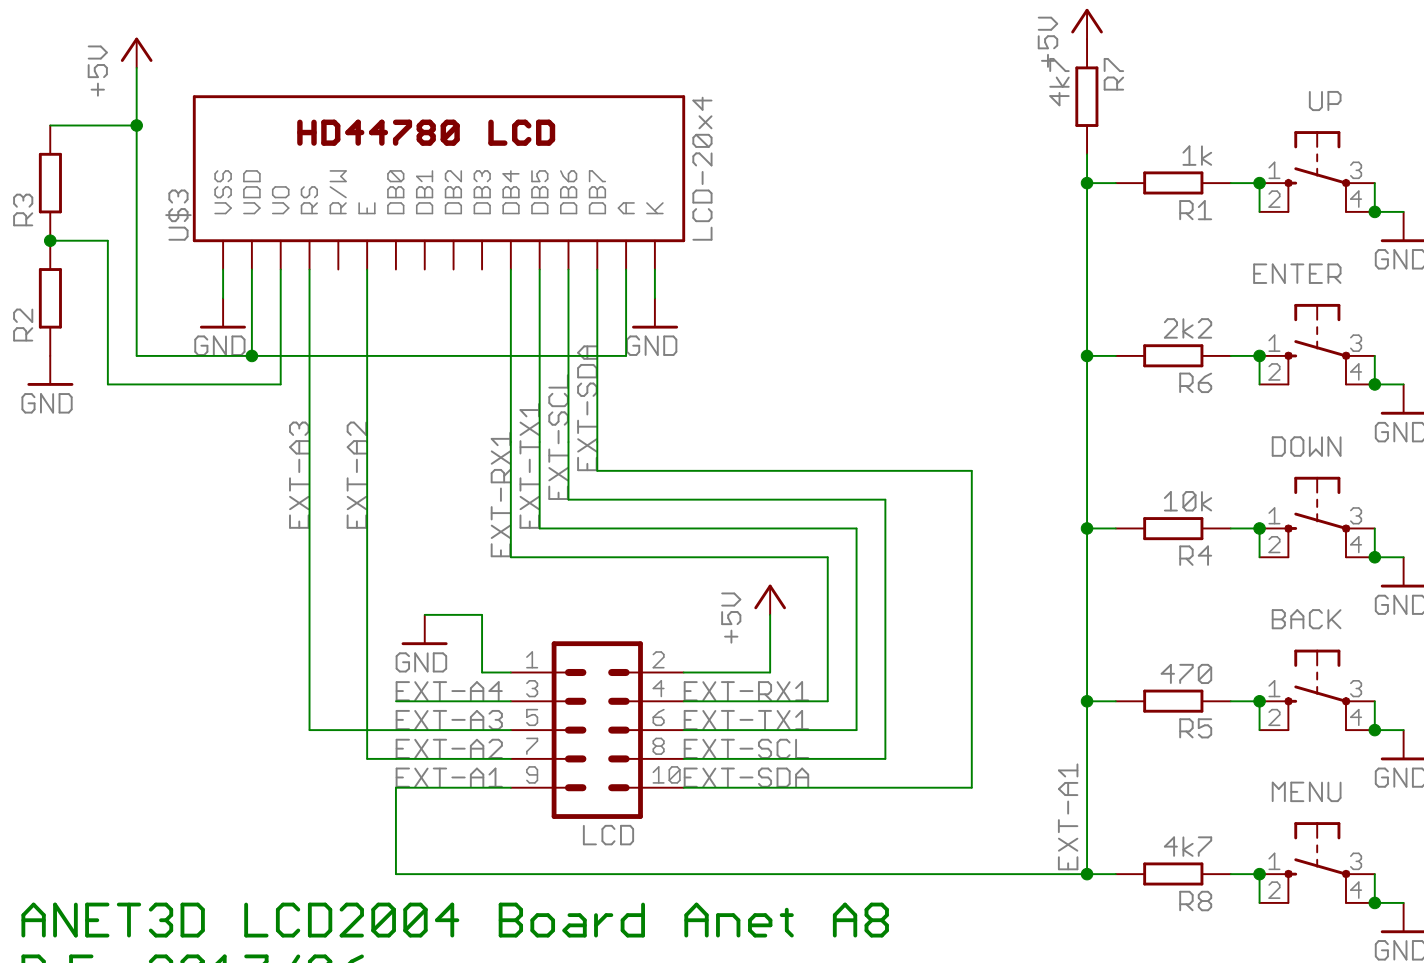 +5V
HD44780 LCD
LCD-20x4
U$3
VSS
VDD
VO
RS
R/W
E
DB0
DB1
DB2
DB3
DB4
DB5
DB6
DB7
A
K
R3
R2
GND
GND
GND
EXT-A3
EXT-A2
EXT-RX1
EXT-TX1
EXT-SCL
EXT-SDA
+5V
GND
1
2
EXT-A4
3
4
EXT-RX1
EXT-A3
5
6
EXT-TX1
EXT-A2
7
8
EXT-SCL
EXT-A1
9
10
EXT-SDA
LCD
+5V
4k7
R7
EXT-A1
UP
1k
R1
1
2
3
4
GND
ENTER
2k2
R6
1
2
3
4
GND
DOWN
10k
R4
1
2
3
4
GND
BACK
470
R5
1
2
3
4
GND
MENU
4k7
R8
1
2
3
4
GND
ANET3D LCD2004 Board Anet A8